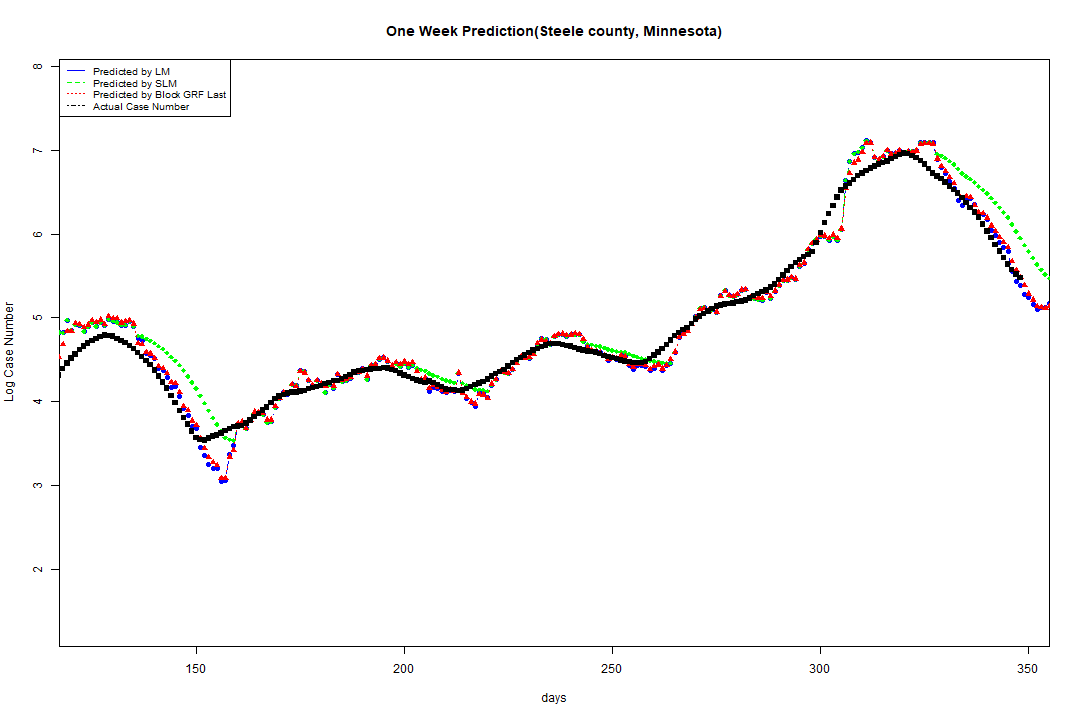 One Week Prediction(Steele county, Minnesota)
Predicted by LM
Predicted by SLM
Predicted by Block GRF Last
Actual Case Number
8
7
6
5
4
3
2
Log Case Number
150
200
250
300
350
days